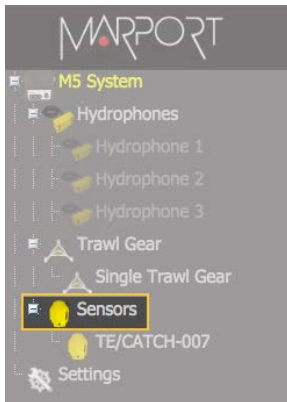 MARPORT
M5 System
Hydrophones
Hydrophone 1
Hydrophone 2
Hydrophone 3
Trawl Gear
Single Trawl Gear
Sensors
TE/CATCH-007
Settings